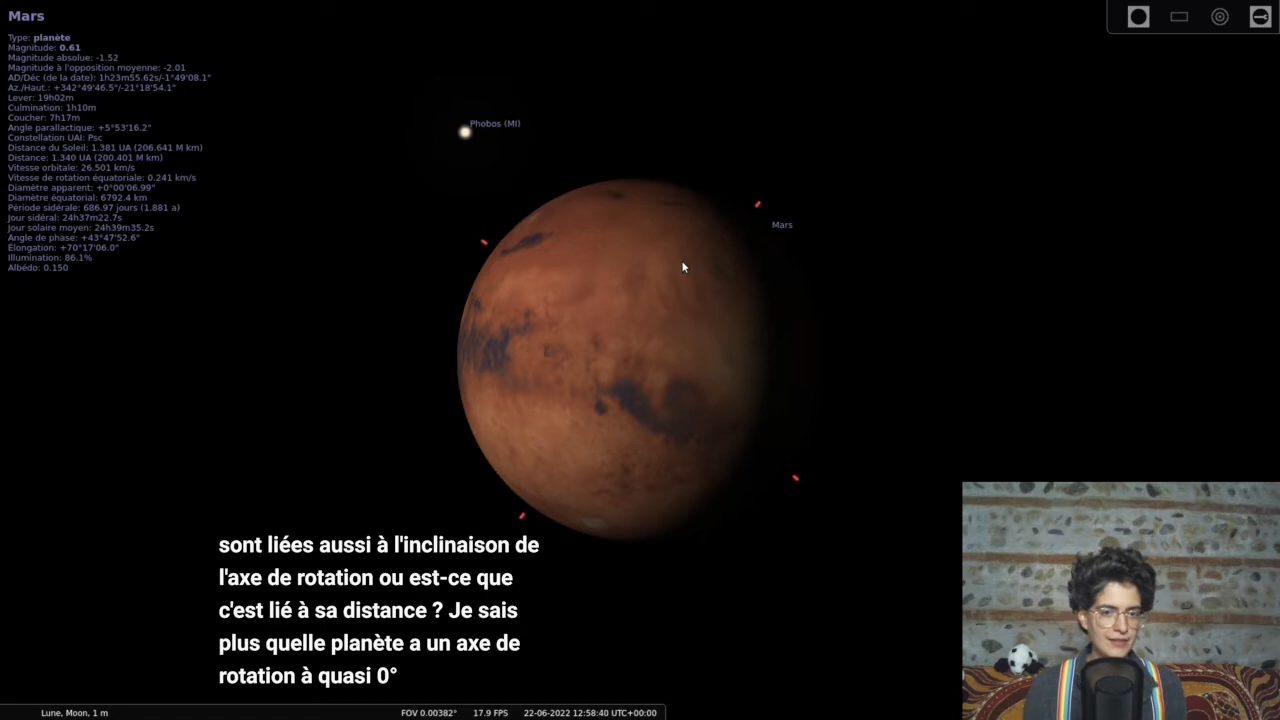 Mars
Type: planète
Magnitude: 0.61
Magnitude absolue: -1.52
Magnitude à l'opposition moyenne: -2.01
AD/Déc (de la date): 1h23m55.62s/-1°49'08.1"
Az./Haut.: +342°49'46.5"/-21°18'54.1"
Lever: 19h02m
Culmination: 1h10m
Coucher: 7h17m
Angle parallactique: +5°53'16.2"
Constellation UAI: Psc
Distance du Soleil: 1.381 UA (206.641 M km)
Distance: 1.340 UA (200.401 M km)
Vitesse orbitale: 26.501 km/s
Vitesse de rotation équatoriale: 0.241 km/s
Diamètre apparent: +0°00'06.99"
Diamètre équatorial: 6792.4 km
Période sidérale: 686.97 jours (1.881 a)
Jour sidéral: 24h37m22.7s
Jour solaire moyen: 24h39m35.2s
Angle de phase: +43°47'52.6"
Élongation: +70°17'06.0"
Illumination: 86.1%
Albédo: 0.150
Phobos (MI)
Mars
sont liées aussi à l'inclinaison de
l'axe de rotation ou est-ce que
c'est lié à sa distance ? Je sais
plus quelle planète a un axe de
rotation à quasi 0°
Lune, Moon, 1 m FOV 0.00382° 17.9 FPS 22-06-2022 12:58:40 UTC+00:00